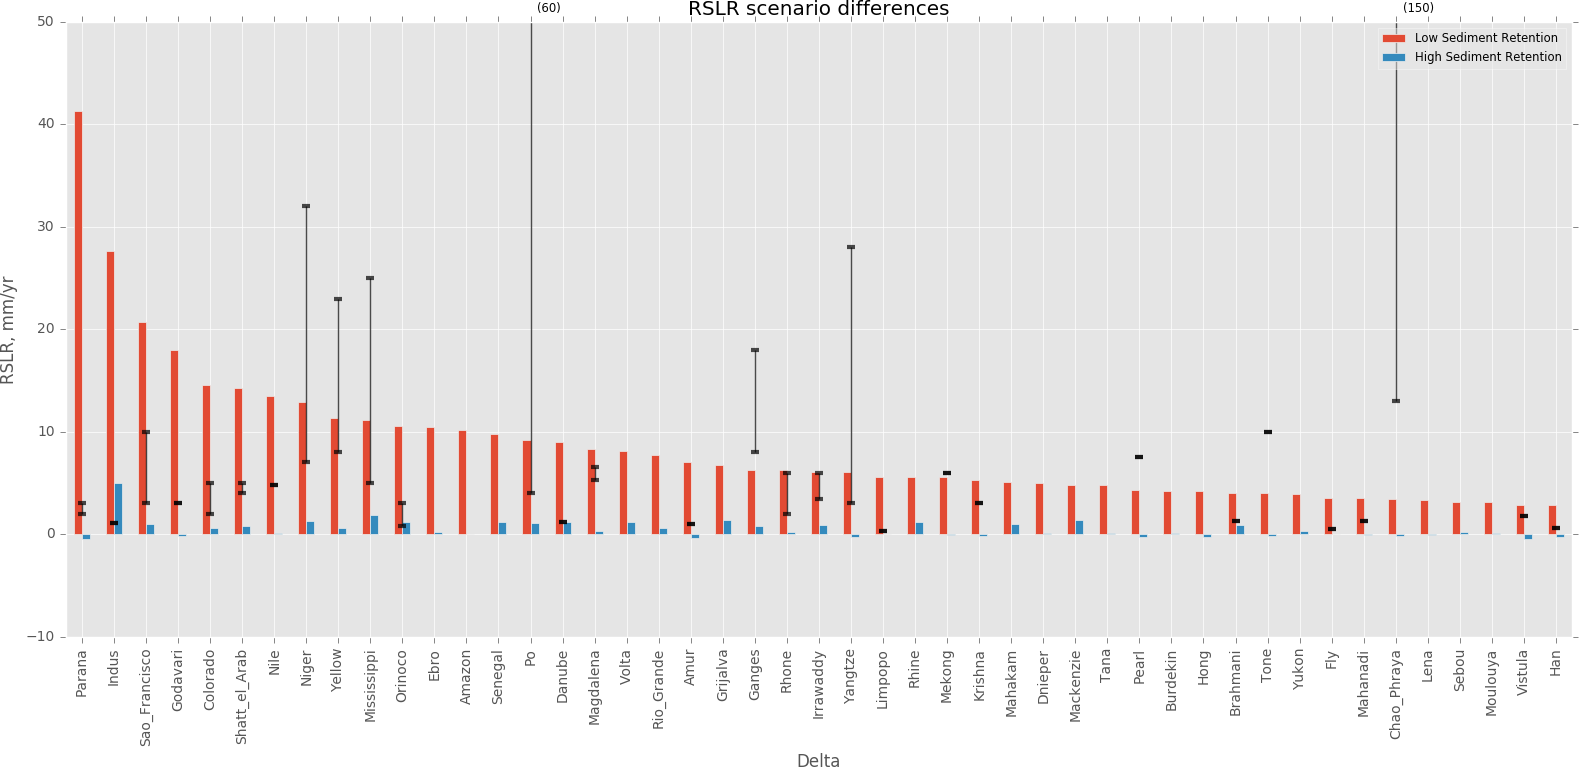 (60)
RSLR scenario differences
(150)
Low Sediment Retention
High Sediment Retention
50
40
30
20
10
0
−10
RSLR, mm/yr
Parana
Indus
Sao_Francisco
Godavari
Colorado
Shatt_el_Arab
Nile
Niger
Yellow
Mississippi
Orinoco
Ebro
Amazon
Senegal
Po
Danube
Magdalena
Volta
Rio_Grande
Amur
Grijalva
Ganges
Rhone
Irrawaddy
Yangtze
Limpopo
Rhine
Mekong
Krishna
Mahakam
Dnieper
Mackenzie
Tana
Pearl
Burdekin
Hong
Brahmani
Tone
Yukon
Fly
Mahanadi
Chao_Phraya
Lena
Sebou
Moulouya
Vistula
Han
Delta